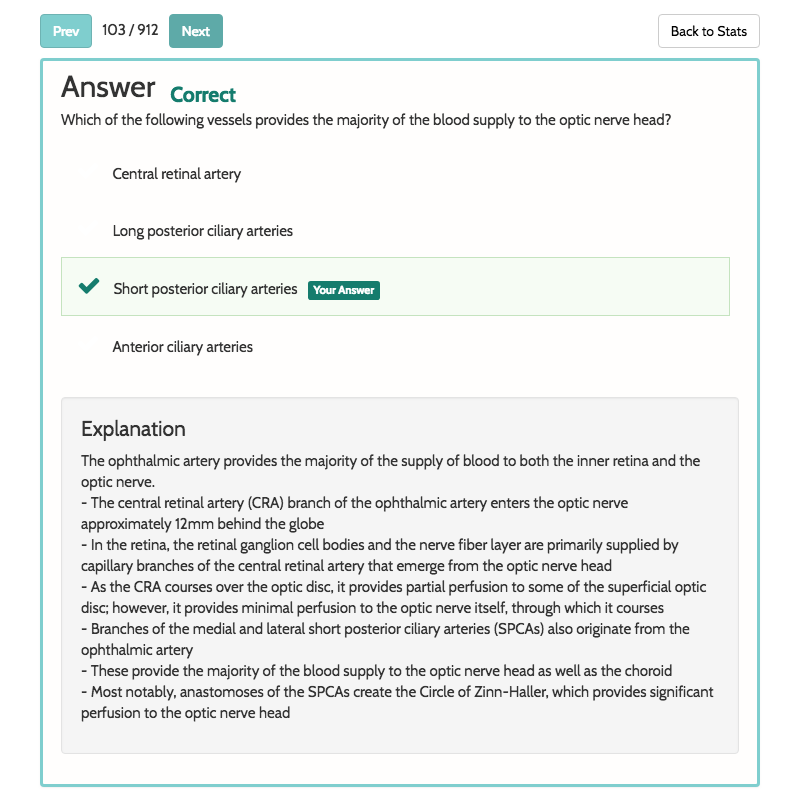 Prev 103 / 912 Next Back to Stats
Answer Correct
Which of the following vessels provides the majority of the blood supply to the optic nerve head?
Central retinal artery
Long posterior ciliary arteries
Short posterior ciliary arteries Your Answer
Anterior ciliary arteries
Explanation
The ophthalmic artery provides the majority of the supply of blood to both the inner retina and the
optic nerve.
- The central retinal artery (CRA) branch of the ophthalmic artery enters the optic nerve
approximately 12mm behind the globe
- In the retina, the retinal ganglion cell bodies and the nerve fiber layer are primarily supplied by
capillary branches of the central retinal artery that emerge from the optic nerve head
- As the CRA courses over the optic disc, it provides partial perfusion to some of the superficial optic
disc; however, it provides minimal perfusion to the optic nerve itself, through which it courses
- Branches of the medial and lateral short posterior ciliary arteries (SPCAs) also originate from the
ophthalmic artery
- These provide the majority of the blood supply to the optic nerve head as well as the choroid
- Most notably, anastomoses of the SPCAs create the Circle of Zinn-Haller, which provides significant
perfusion to the optic nerve head